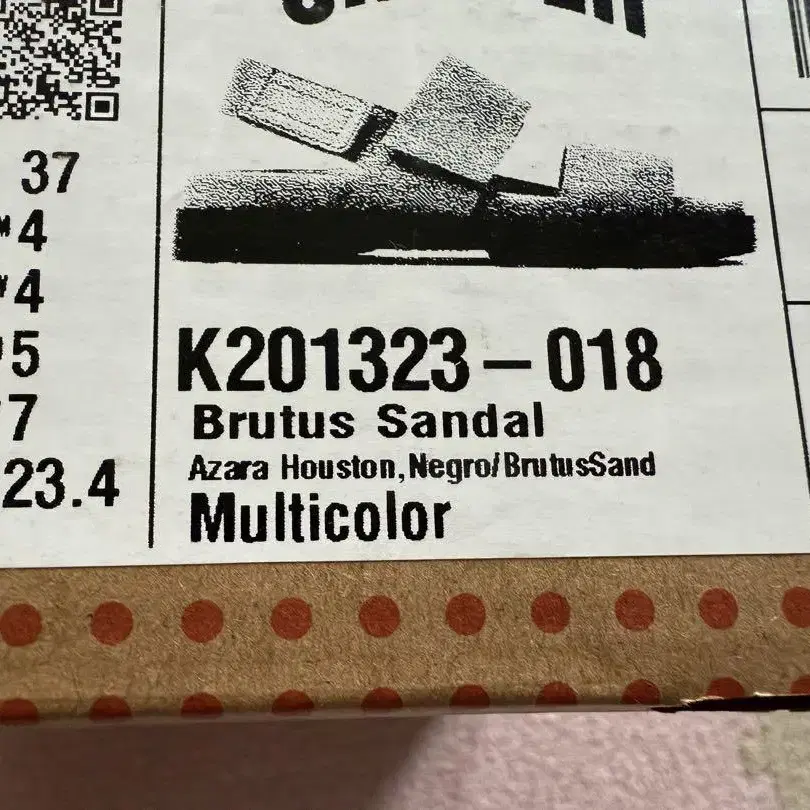 37
4
4
5
7
23.4
K201323-018
Brutus Sandal
Azara Houston,Negro/BrutusSand
Multicolor